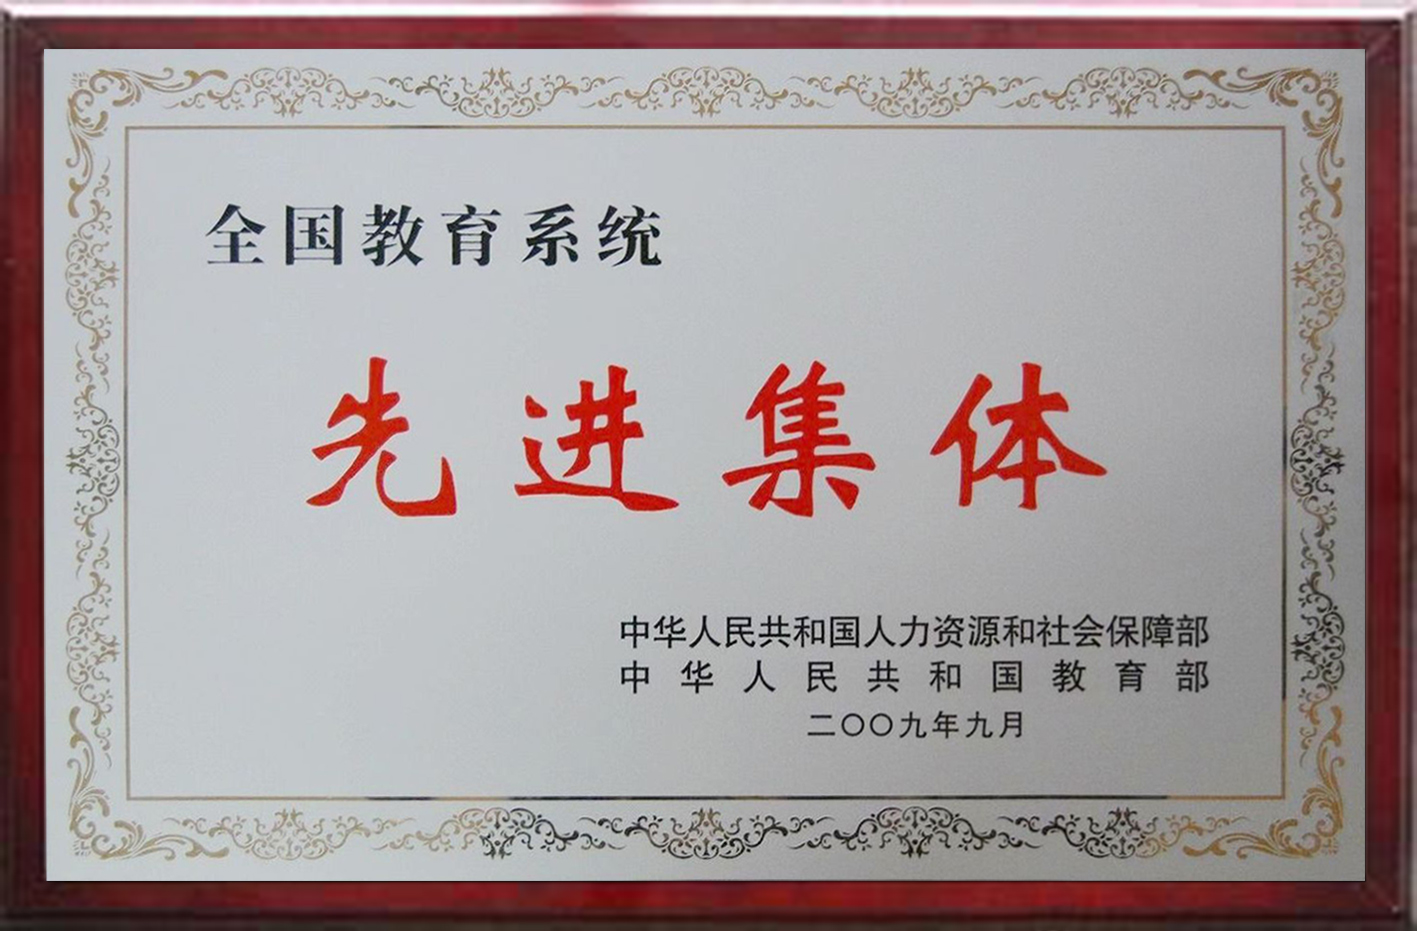 全国教育系统
先进集体
中华人民共和国人力资源和社会保障部
中华人民共和国教育部
二〇〇九年九月